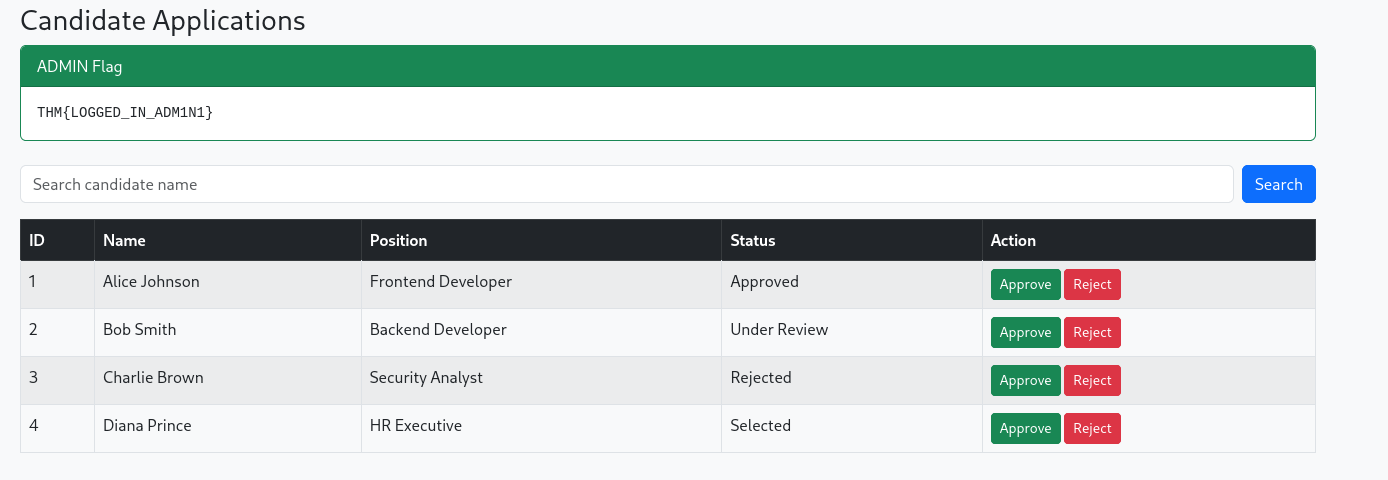 Candidate Applications
ADMIN Flag
THM{LOGGED_IN_ADM1N1}
Search candidate name Search
ID Name Position Status Action
1 Alice Johnson Frontend Developer Approved Approve Reject
2 Bob Smith Backend Developer Under Review Approve Reject
3 Charlie Brown Security Analyst Rejected Approve Reject
4 Diana Prince HR Executive Selected Approve Reject